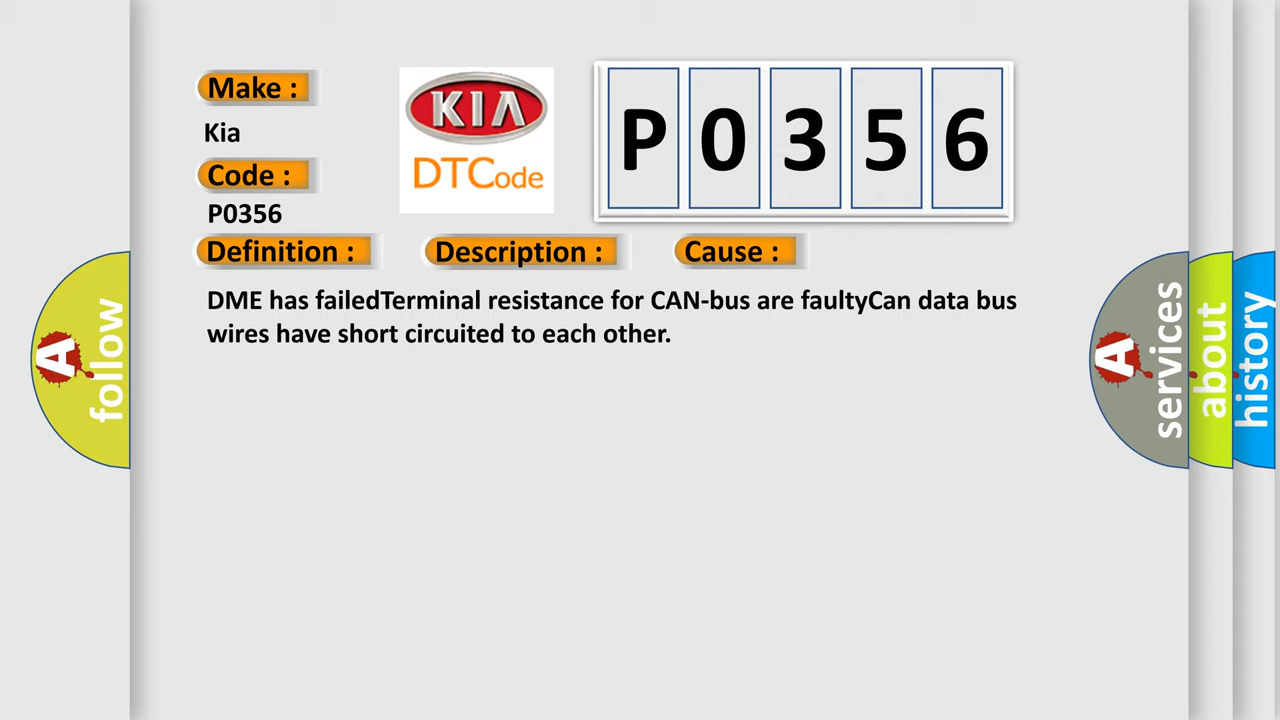 Make :
Kia
Code :
P0356
KIA
DTCode
P0356
Definition :
Description :
Cause :
DME has failedTerminal resistance for CAN-bus are faultyCan data bus
wires have short circuited to each other.
A
follow
A
services
about
history